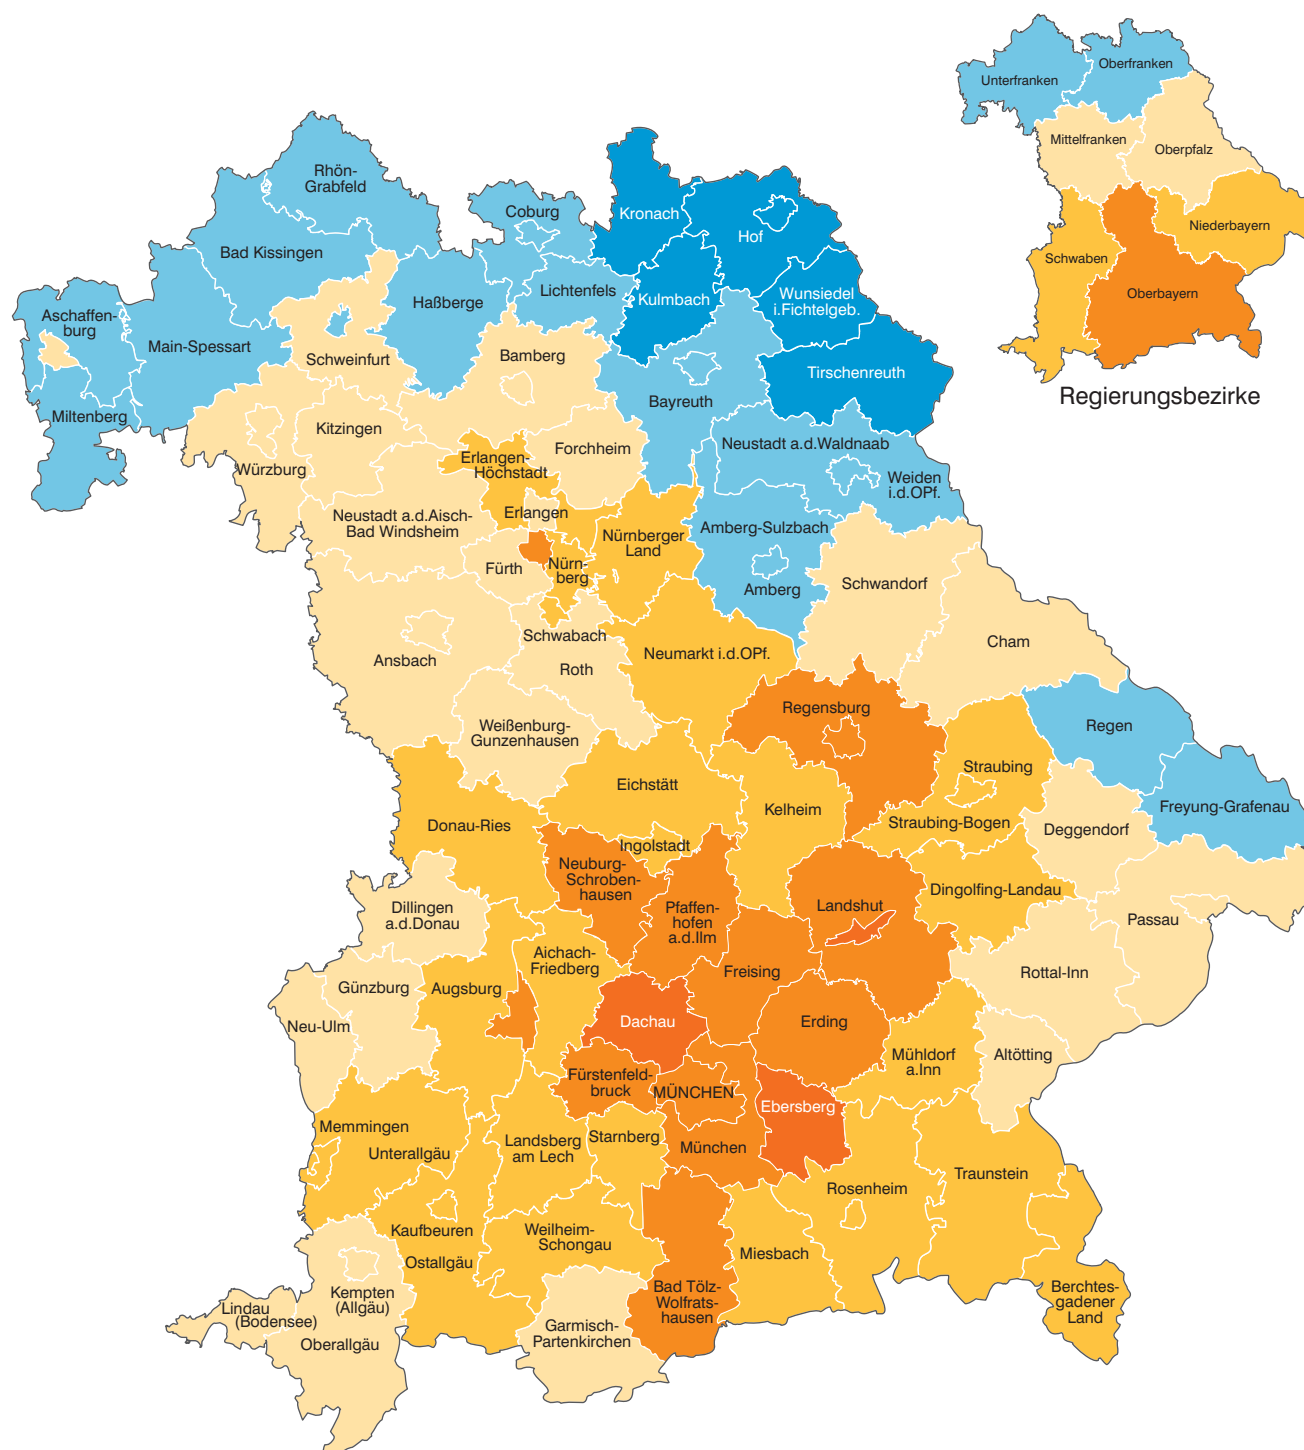 Unterfranken
Oberfranken
Mittelfranken
Oberpfalz
Niederbayern
Schwaben
Oberbayern
Regierungsbezirke
Rhön-
Grabfeld
Coburg
Kronach
Hof
Bad Kissingen
Haßberge
Lichtenfels
Kulmbach
Wunsiedel
i.Fichtelgeb.
Aschaffen-
burg
Main-Spessart
Schweinfurt
Bamberg
Tirschenreuth
Miltenberg
Kitzingen
Bayreuth
Würzburg
Erlangen-
Höchstadt
Forchheim
Neustadt a.d.Waldnaab
Weiden
i.d.OPf.
Neustadt a.d.Aisch-
Bad Windsheim
Erlangen
Nürnberger
Land
Amberg-Sulzbach
Fürth
Nürn-
berg
Amberg
Schwandorf
Ansbach
Schwabach
Roth
Neumarkt i.d.OPf.
Cham
Weißenburg-
Gunzenhausen
Regensburg
Regen
Eichstätt
Kelheim
Straubing
Freyung-Grafenau
Donau-Ries
Ingolstadt
Straubing-Bogen
Deggendorf
Neuburg-
Schroben-
hausen
Dingolfing-Landau
Dillingen
a.d.Donau
Pfaffen-
hofen
a.d.Ilm
Landshut
Passau
Aichach-
Friedberg
Freising
Rottal-Inn
Günzburg
Augsburg
Neu-Ulm
Dachau
Erding
Mühldorf
a.Inn
Altötting
Fürstenfeld-
bruck
MÜNCHEN
Ebersberg
Memmingen
Unterallgäu
Landsberg
am Lech
Starnberg
München
Traunstein
Rosenheim
Kaufbeuren
Ostallgäu
Weilheim-
Schongau
Miesbach
Bad Tölz-
Wolfrats-
hausen
Berchtes-
gadener
Land
Kempten
(Allgäu)
Lindau
(Bodensee)
Oberallgäu
Garmisch-
Partenkirchen